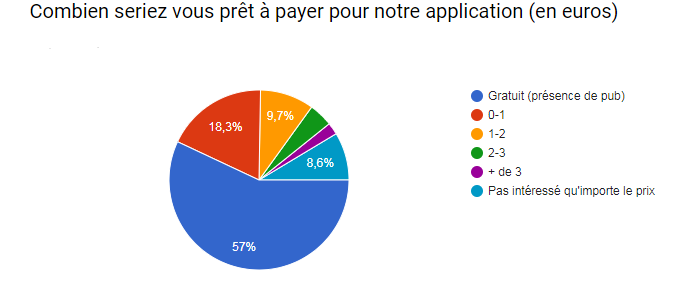 Combien seriez vous prêt à payer pour notre application (en euros)
Gratuit (présence de pub)
0-1
1-2
2-3
+ de 3
Pas intéressé qu'importe le prix
18,3%
9,7%
8,6%
57%